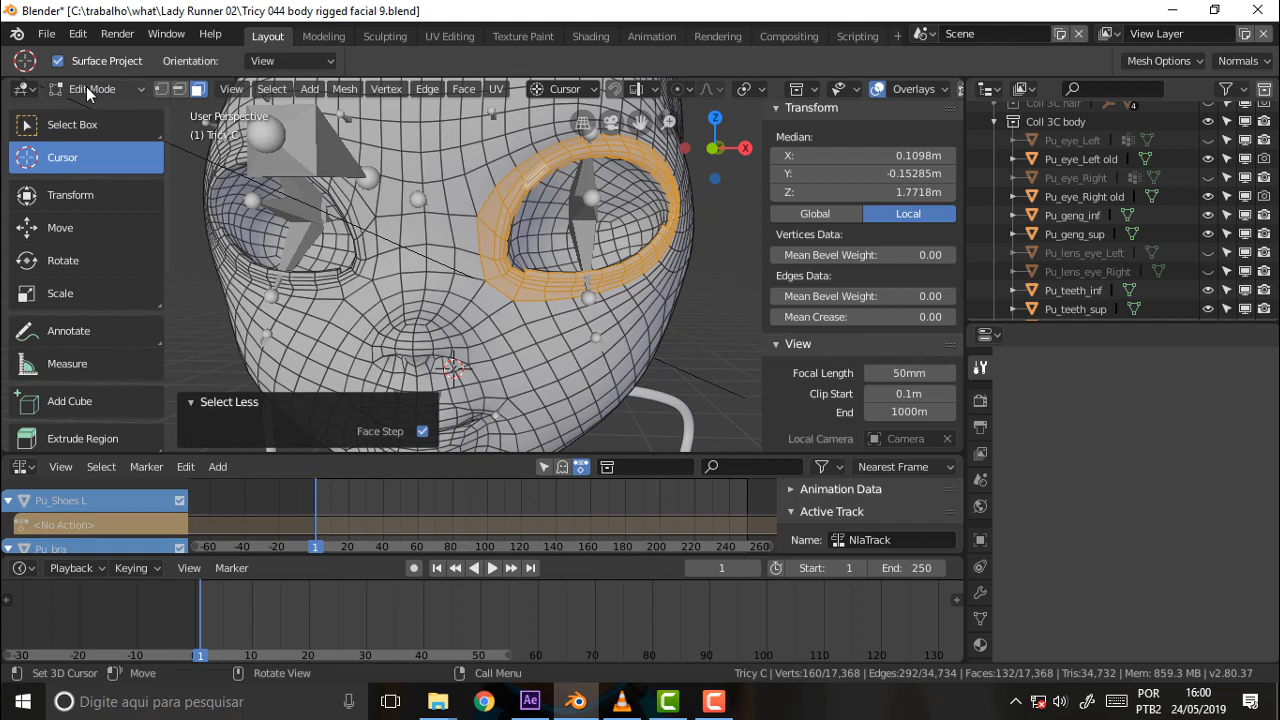 Blender* [C:\trabalho\what\Lady Runner 02\Tricy 044 body rigged facial 9.blend]
File Edit Render Window Help Layout Modeling Sculpting UV Editing Texture Paint Shading Animation Rendering Compositing Scripting + Scene View Layer
Surface Project Orientation: View Mesh Options Normals
Edit Mode View Select Add Mesh Vertex Edge Face UV Cursor Overlays
User Perspective
(1) Tricy C
Select Box
Cursor
Transform
Move
Rotate
Scale
Annotate
Measure
Add Cube
Extrude Region
Select Less
Face Step
Z
X
Transform
Median:
X: 0.1098m
Y: -0.15285m
Z: 1.7718m
Global Local
Vertices Data:
Mean Bevel Weight: 0.00
Edges Data:
Mean Bevel Weight: 0.00
Mean Crease: 0.00
View
Focal Length 50mm
Clip Start 0.1m
End 1000m
Local Camera Camera
Coll 3C hair 4
Coll 3C body
Pu_eye_Left
Pu_eye_Left old
Pu_eye_Right
Pu_eye_Right old
Pu_geng_inf
Pu_geng_sup
Pu_lens_eye_Left
Pu_lens_eye_Right
Pu_teeth_inf
Pu_teeth_sup
View Select Marker Edit Add Nearest Frame
Pu_Shoes L
<No Action>
Pu_bra
-60 -40 -20 1 20 40 60 80 100 120 140 160 180 200 220 240 260
Animation Data
Active Track
Name: NlaTrack
Playback Keying View Marker 1 Start: 1 End: 250
-30 -20 -10 1 10 20 30 40 50 60 70 80 90 100 110 120 130
Set 3D Cursor Move Rotate View Call Menu Tricy C | Verts:160/17,368 | Edges:292/34,734 | Faces:132/17,368 | Tris:34,732 | Mem: 859.3 MB | v2.80.37
Digite aqui para pesquisar
Ae
POR
PTB2
16:00
24/05/2019